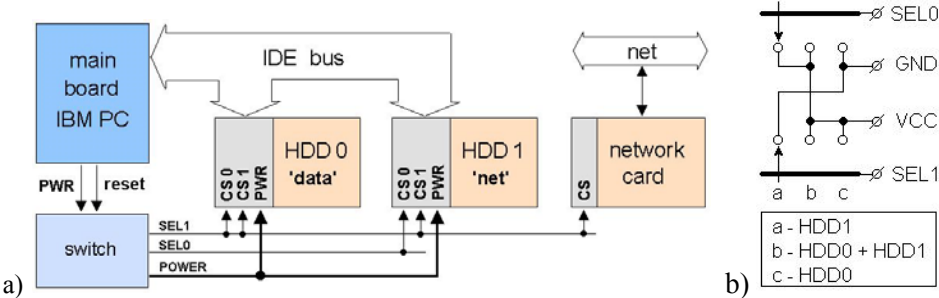 main
board
IBM PC
IDE bus
net
HDD 0
'data'
CS 0
CS 1
PWR
HDD 1
'net'
CS 0
CS 1
PWR
network
card
CS
PWR
reset
switch
SEL1
SEL0
POWER
a)
SEL0
GND
VCC
SEL1
a b c
b)
a - HDD1
b - HDD0 + HDD1
c - HDD0